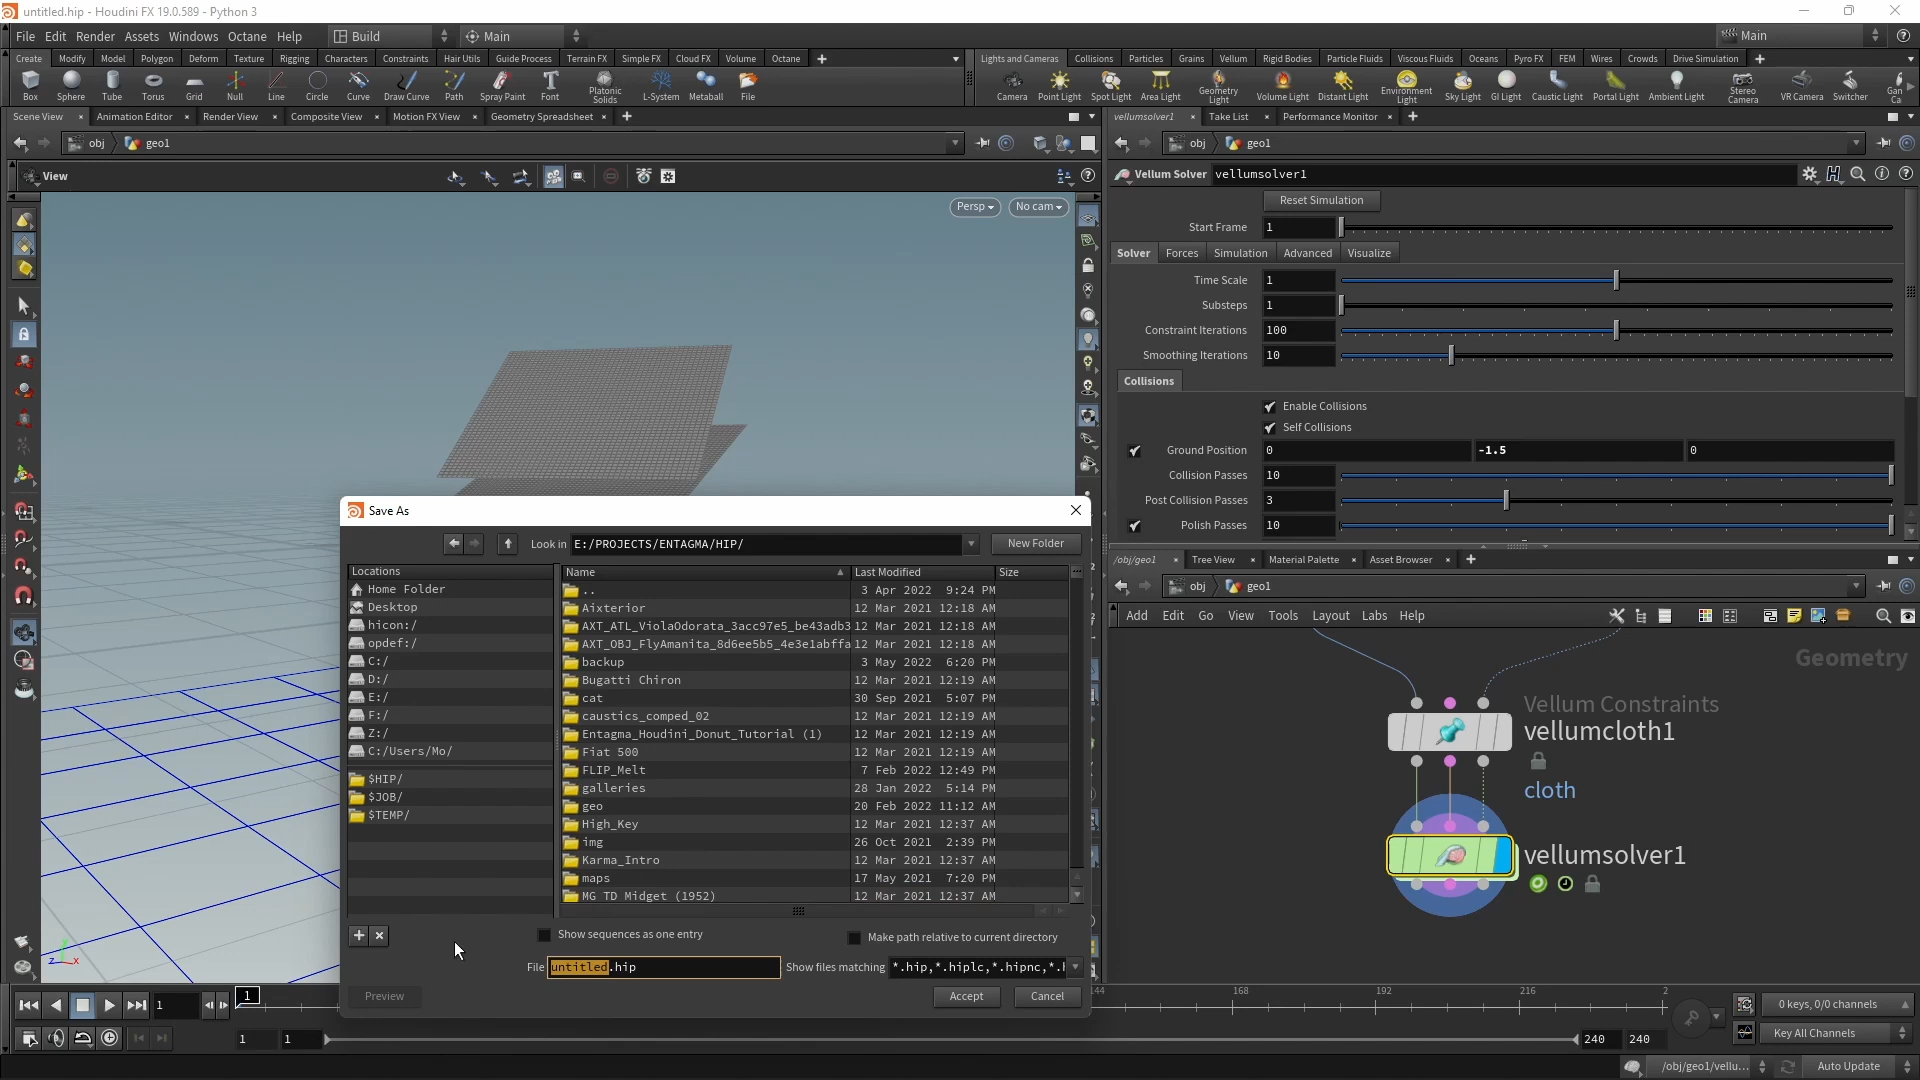 untitled.hip - Houdini FX 19.0.589 - Python 3
File Edit Render Assets Windows Octane Help Build Main Main
Create Modify Model Polygon Deform Texture Rigging Characters Constraints Hair Utils Guide Process Terrain FX Simple FX Cloud FX Volume Octane
Lights and Cameras Collisions Particles Grains Vellum Rigid Bodies Particle Fluids Viscous Fluids Oceans Pyro FX FEM Wires Crowds Drive Simulation
Box Sphere Tube Torus Grid Null Line Circle Curve Draw Curve Path Spray Paint Font Platonic Solids L-System Metaball File
Camera Point Light Spot Light Area Light Geometry Light Volume Light Distant Light Environment Light Sky Light GI Light Caustic Light Portal Light Ambient Light Stereo Camera VR Camera Switcher
Scene View Animation Editor Render View Composite View Motion FX View Geometry Spreadsheet
vellumsolver1 Take List Performance Monitor
obj geo1
obj geo1
View
Persp No cam
Vellum Solver vellumsolver1
Reset Simulation
Start Frame 1
Solver Forces Simulation Advanced Visualize
Time Scale 1
Substeps 1
Constraint Iterations 100
Smoothing Iterations 10
Collisions
Enable Collisions
Self Collisions
Ground Position 0 -1.5 0
Collision Passes 10
Post Collision Passes 3
Polish Passes 10
/obj/geo1 Tree View Material Palette Asset Browser
obj geo1
Add Edit Go View Tools Layout Labs Help
Geometry
Vellum Constraints
vellumcloth1
cloth
vellumsolver1
Save As
Look in E:/PROJECTS/ENTAGMA/HIP/ New Folder
Locations
Home Folder
Desktop
hicon:/
opdef:/
C:/
D:/
E:/
F:/
Z:/
C:/Users/Mo/
$HIP/
$JOB/
$TEMP/
Name Last Modified Size
.. 3 Apr 2022 9:24 PM
Aixterior 12 Mar 2021 12:18 AM
AXT_ATL_ViolaOdorata_3acc97e5_be43adb3 12 Mar 2021 12:18 AM
AXT_OBJ_FlyAmanita_8d6ee5b5_4e3e1abffa 12 Mar 2021 12:18 AM
backup 3 May 2022 6:20 PM
Bugatti Chiron 12 Mar 2021 12:19 AM
cat 30 Sep 2021 5:07 PM
caustics_comped_02 12 Mar 2021 12:19 AM
Entagma_Houdini_Donut_Tutorial (1) 12 Mar 2021 12:19 AM
Fiat 500 12 Mar 2021 12:19 AM
FLIP_Melt 7 Feb 2022 12:49 PM
galleries 28 Jan 2022 5:14 PM
geo 20 Feb 2022 11:12 AM
High_Key 12 Mar 2021 12:37 AM
img 26 Oct 2021 2:39 PM
Karma_Intro 12 Mar 2021 12:37 AM
maps 17 May 2021 7:20 PM
MG TD Midget (1952) 12 Mar 2021 12:37 AM
Show sequences as one entry Make path relative to current directory
File untitled.hip Show files matching *.hip,*.hiplc,*.hipnc,*.h
Preview Accept Cancel
1 1 144 168 192 216 2
0 keys, 0/0 channels
1 1 240 240
Key All Channels
/obj/geo1/vellu... Auto Update